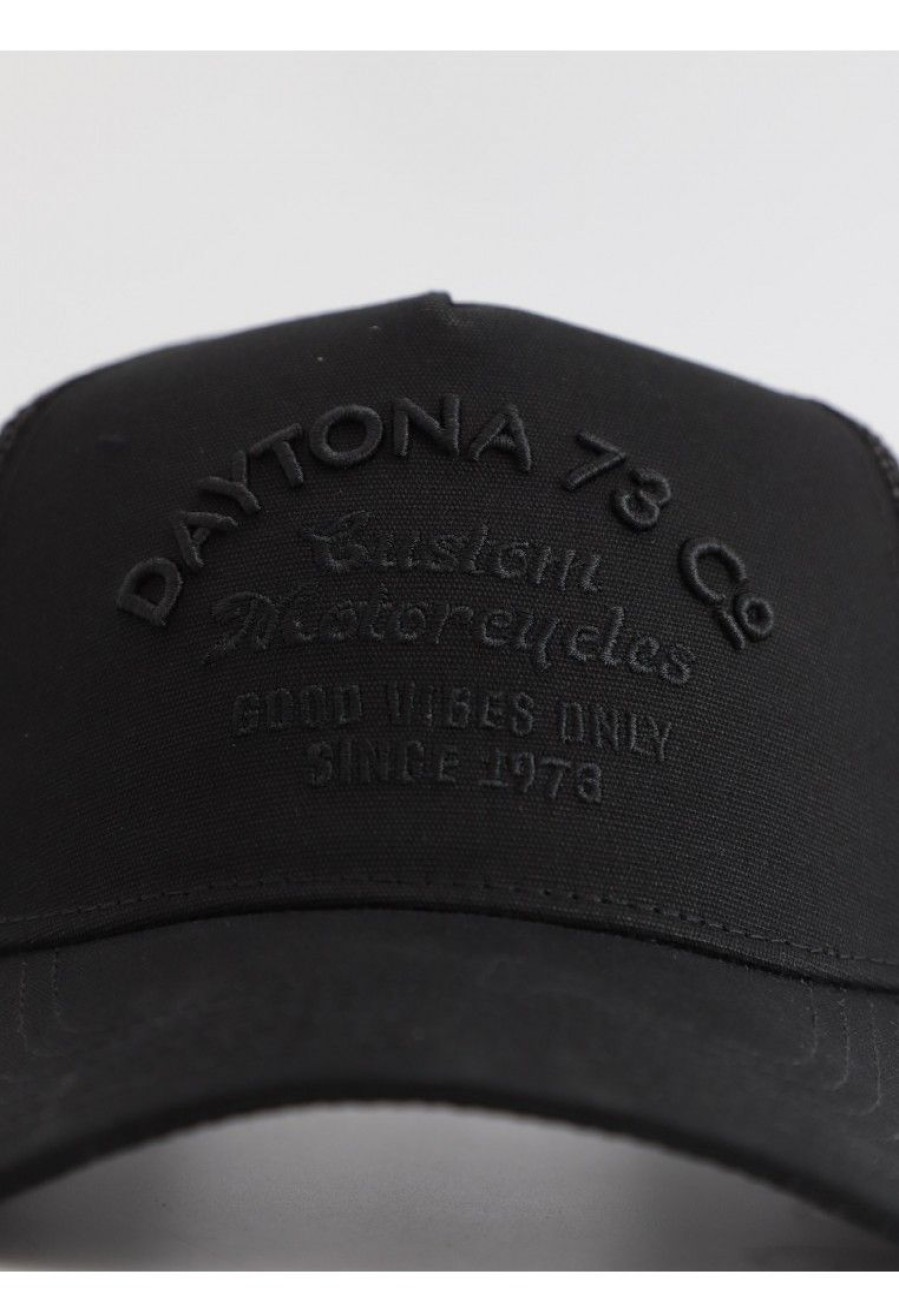 DAYTONA 73 Co
Custom
Motorcycles
GOOD VIBES ONLY
SINCE 1973